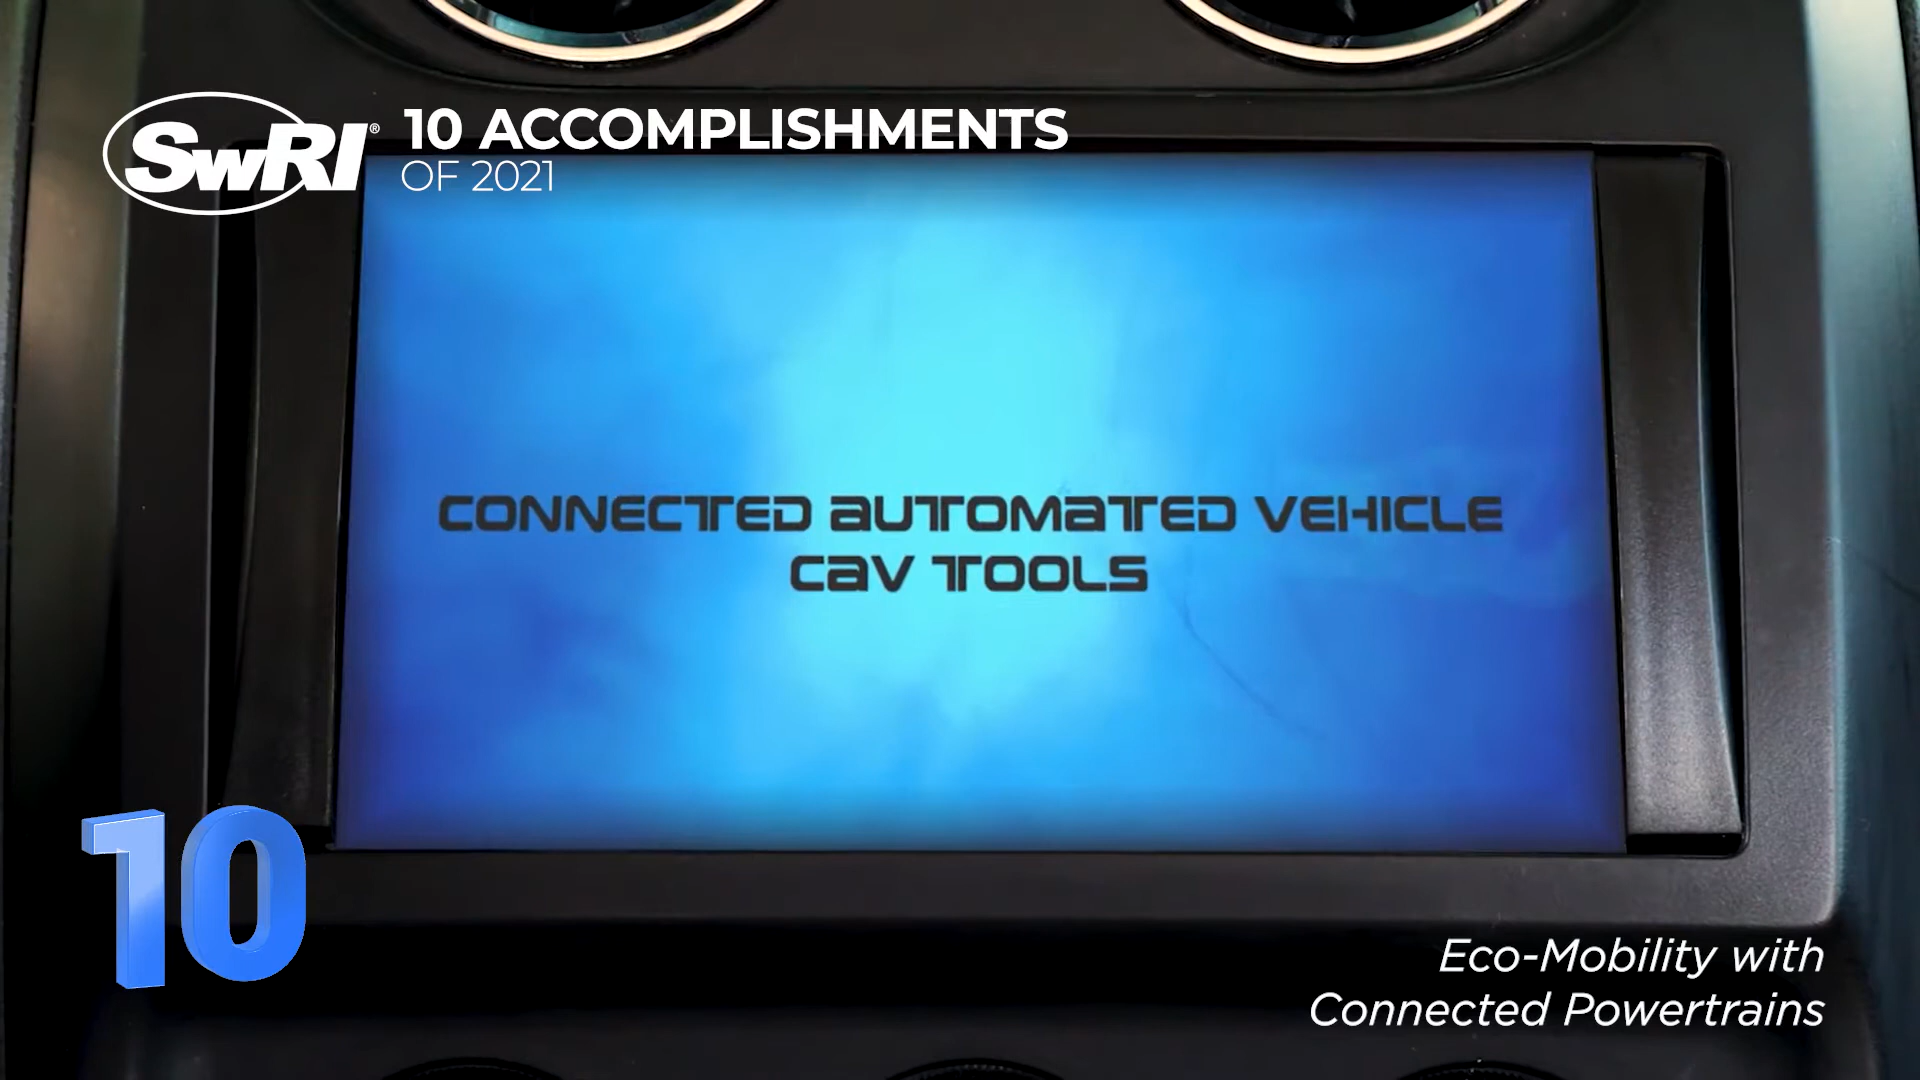 SwRI®
10 ACCOMPLISHMENTS
OF 2021
CONNECTED AUTOMATED VEHICLE
CAV TOOLS
10
Eco-Mobility with
Connected Powertrains